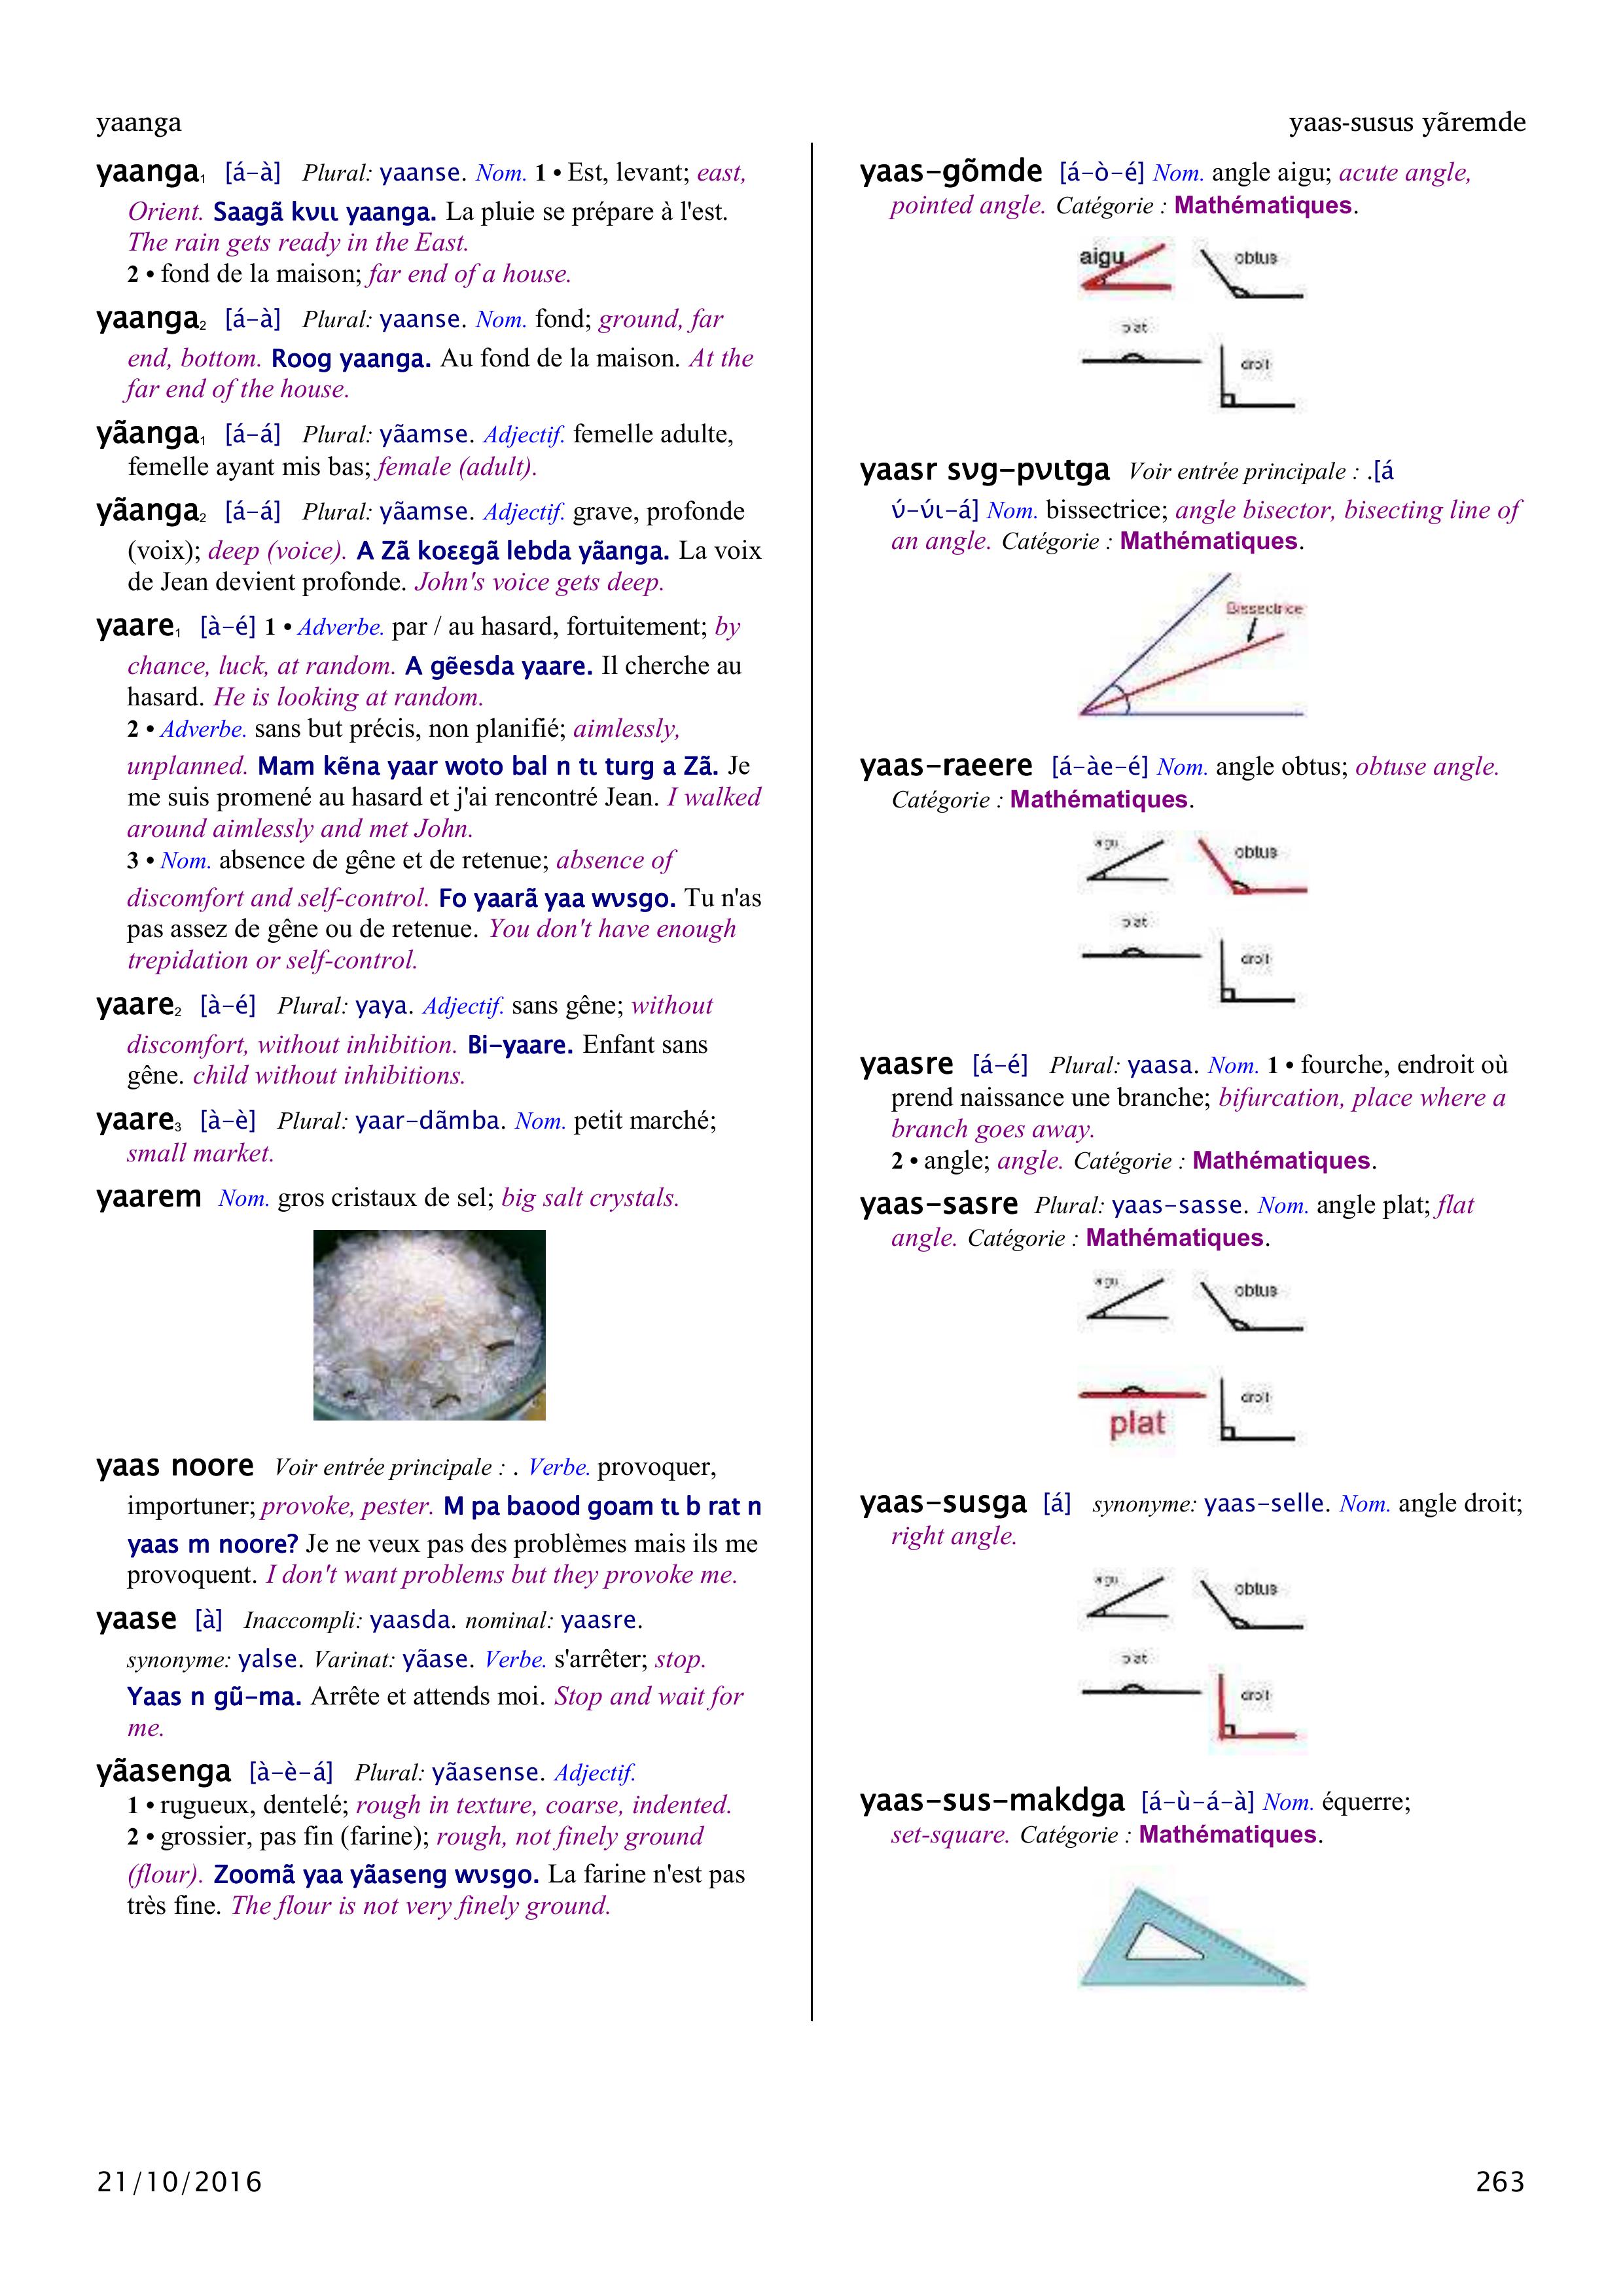 yaanga
yaas-susus yãremde
yaanga₁ [á-à] Plural: yaanse. Nom. 1 • Est, levant; east,
Orient. Saagã kʋɩɩ yaanga. La pluie se prépare à l'est.
The rain gets ready in the East.
2 • fond de la maison; far end of a house.
yaanga₂ [á-à] Plural: yaanse. Nom. fond; ground, far
end, bottom. Roog yaanga. Au fond de la maison. At the
far end of the house.
yãanga₁ [á-á] Plural: yãamse. Adjectif. femelle adulte,
femelle ayant mis bas; female (adult).
yãanga₂ [á-á] Plural: yãamse. Adjectif. grave, profonde
(voix); deep (voice). A Zã koɛɛgã lebda yãanga. La voix
de Jean devient profonde. John's voice gets deep.
yaare₁ [à-é] 1 • Adverbe. par / au hasard, fortuitement; by
chance, luck, at random. A gẽesda yaare. Il cherche au
hasard. He is looking at random.
2 • Adverbe. sans but précis, non planifié; aimlessly,
unplanned. Mam kẽna yaar woto bal n tɩ turg a Zã. Je
me suis promené au hasard et j'ai rencontré Jean. I walked
around aimlessly and met John.
3 • Nom. absence de gêne et de retenue; absence of
discomfort and self-control. Fo yaarã yaa wʋsgo. Tu n'as
pas assez de gêne ou de retenue. You don't have enough
trepidation or self-control.
yaare₂ [à-é] Plural: yaya. Adjectif. sans gêne; without
discomfort, without inhibition. Bi-yaare. Enfant sans
gêne. child without inhibitions.
yaare₃ [à-è] Plural: yaar-dãmba. Nom. petit marché;
small market.
yaarem Nom. gros cristaux de sel; big salt crystals.
yaas noore Voir entrée principale : . Verbe. provoquer,
importuner; provoke, pester. M pa baood goam tɩ b rat n
yaas m noore? Je ne veux pas des problèmes mais ils me
provoquent. I don't want problems but they provoke me.
yaase [à] Inaccompli: yaasda. nominal: yaasre.
synonyme: yalse. Varinat: yãase. Verbe. s'arrêter; stop.
Yaas n gũ-ma. Arrête et attends moi. Stop and wait for
me.
yãasenga [à-è-á] Plural: yãasense. Adjectif.
1 • rugueux, dentelé; rough in texture, coarse, indented.
2 • grossier, pas fin (farine); rough, not finely ground
(flour). Zoomã yaa yãaseng wʋsgo. La farine n'est pas
très fine. The flour is not very finely ground.
yaas-gõmde [á-ò-é] Nom. angle aigu; acute angle,
pointed angle. Catégorie : Mathématiques.
aigu obtus
plat
droit
yaasr sʋg-pʋɩtga Voir entrée principale : .[á
ʋ́-ʋ́ɩ-á] Nom. bissectrice; angle bisector, bisecting line of
an angle. Catégorie : Mathématiques.
Bissectrice
yaas-raeere [á-àe-é] Nom. angle obtus; obtuse angle.
Catégorie : Mathématiques.
aigu obtus
plat
droit
yaasre [á-é] Plural: yaasa. Nom. 1 • fourche, endroit où
prend naissance une branche; bifurcation, place where a
branch goes away.
2 • angle; angle. Catégorie : Mathématiques.
yaas-sasre Plural: yaas-sasse. Nom. angle plat; flat
angle. Catégorie : Mathématiques.
aigu obtus
droit
plat
yaas-susga [á] synonyme: yaas-selle. Nom. angle droit;
right angle.
aigu obtus
plat
droit
yaas-sus-makdga [á-ù-á-à] Nom. équerre;
set-square. Catégorie : Mathématiques.
21/10/2016
263